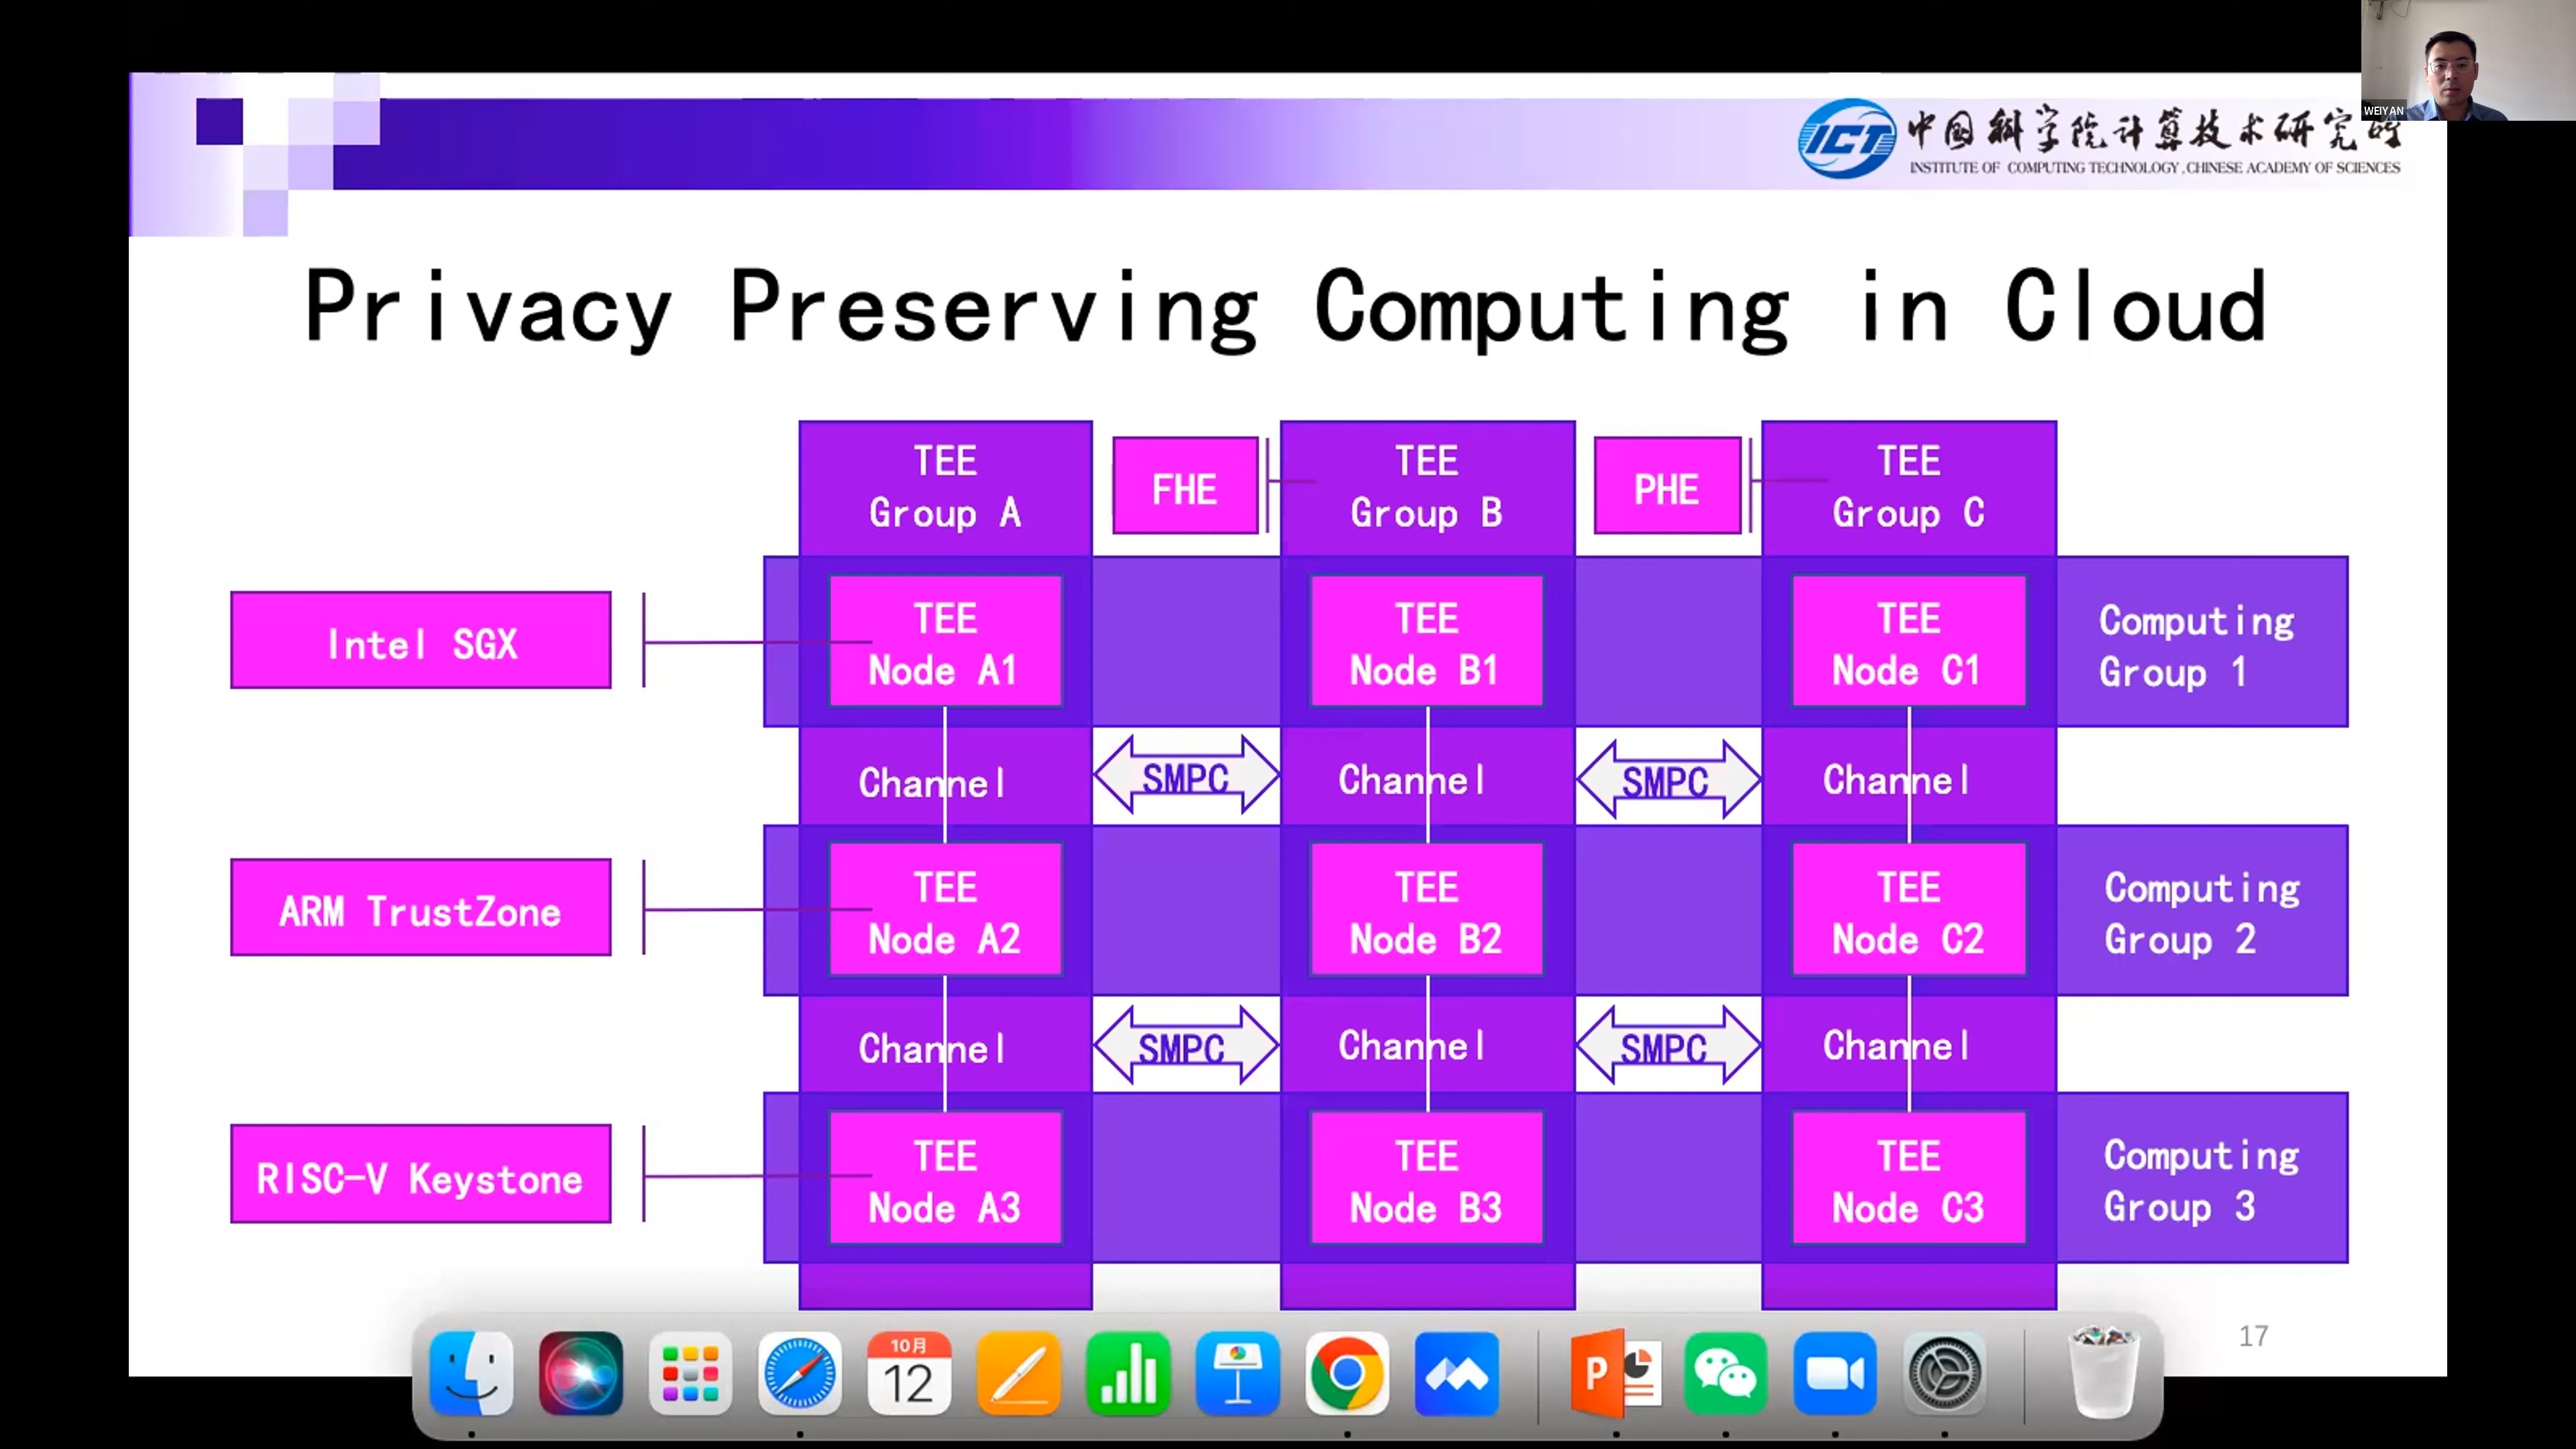 WEIYAN
ICT
中国科学院计算技术研究所
INSTITUTE OF COMPUTING TECHNOLOGY, CHINESE ACADEMY OF SCIENCES
Privacy Preserving Computing in Cloud
TEE
Group A
FHE
TEE
Group B
PHE
TEE
Group C
Intel SGX
TEE
Node A1
TEE
Node B1
TEE
Node C1
Computing
Group 1
Channel
SMPC
Channel
SMPC
Channel
ARM TrustZone
TEE
Node A2
TEE
Node B2
TEE
Node C2
Computing
Group 2
Channel
SMPC
Channel
SMPC
Channel
RISC-V Keystone
TEE
Node A3
TEE
Node B3
TEE
Node C3
Computing
Group 3
17
10月
12
P